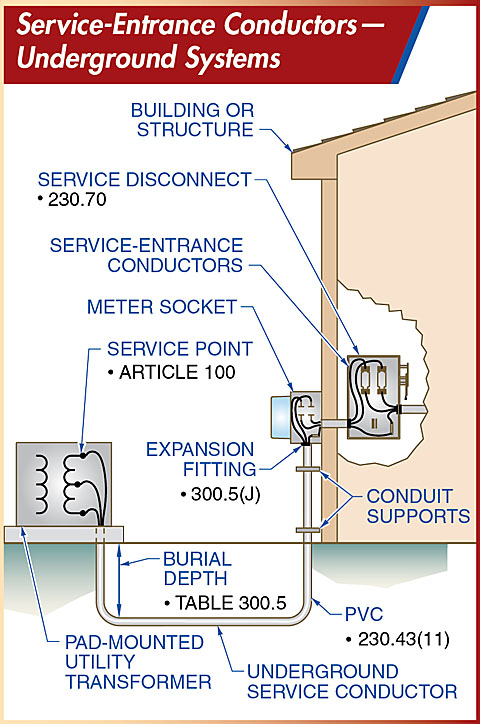 Service-Entrance Conductors—
Underground Systems
BUILDING OR
STRUCTURE
SERVICE DISCONNECT
• 230.70
SERVICE-ENTRANCE
CONDUCTORS
METER SOCKET
SERVICE POINT
• ARTICLE 100
EXPANSION
FITTING
• 300.5(J)
CONDUIT
SUPPORTS
BURIAL
DEPTH
• TABLE 300.5
PVC
• 230.43(11)
PAD-MOUNTED
UTILITY
TRANSFORMER
UNDERGROUND
SERVICE CONDUCTOR